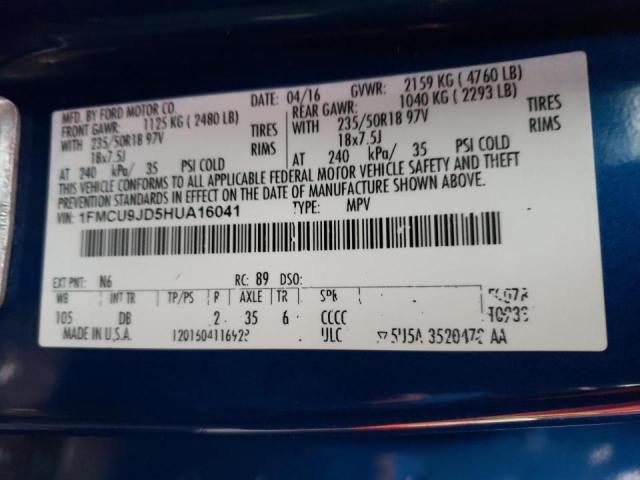 MFD. BY FORD MOTOR CO. DATE: 04/16 GVWR: 2159 KG ( 4760 LB)
FRONT GAWR: 1125 KG ( 2480 LB) REAR GAWR: 1040 KG ( 2293 LB)
WITH 235/50R18 97V TIRES WITH 235/50R18 97V TIRES
18x7.5J RIMS 18x7.5J RIMS
AT 240 kPa/ 35 PSI COLD AT 240 kPa/ 35 PSI COLD
THIS VEHICLE CONFORMS TO ALL APPLICABLE FEDERAL MOTOR VEHICLE SAFETY AND THEFT
PREVENTION STANDARDS IN EFFECT ON THE DATE OF MANUFACTURE SHOWN ABOVE.
VIN: 1FMCU9JD5HUA16041 TYPE: MPV
EXT PNT: N6 RC: 89 DSO:
WB INT TR TP/PS R AXLE TR SPR
105 DB 2 35 6 CCCC
MADE IN U.S.A. ULC